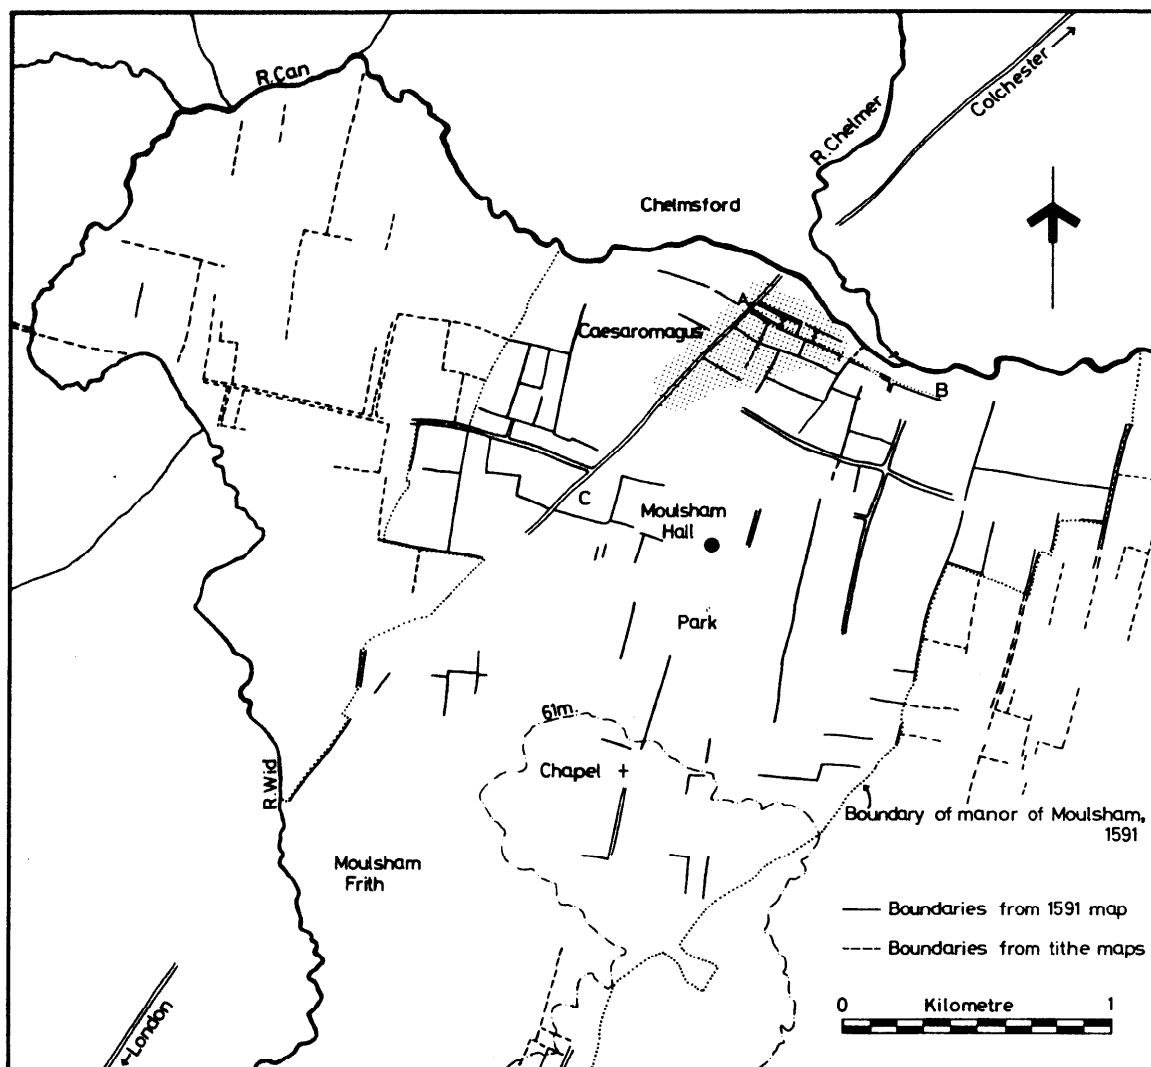 R.Can
Colchester
R.Chelmer
Chelmsford
A
Caesaromagus
B
C
Moulsham
Hall
Park
61m.
R.Wid
Chapel
Boundary of manor of Moulsham,
1591
Moulsham
Frith
Boundaries from 1591 map
Boundaries from tithe maps
0 Kilometre 1
London